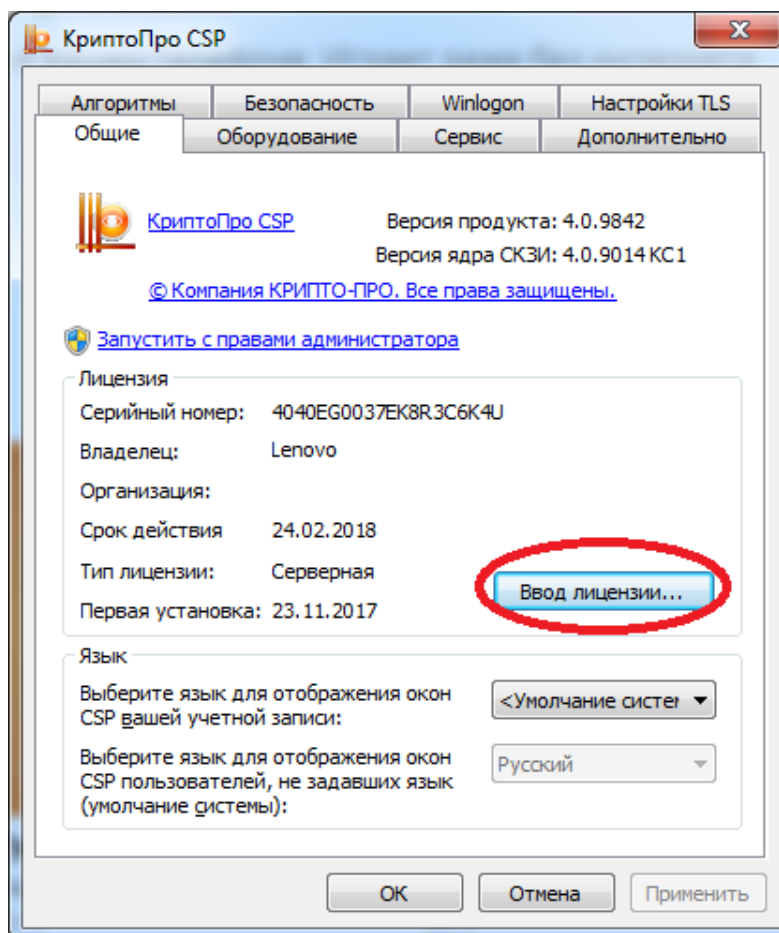 КриптоПро CSP
Алгоритмы Безопасность Winlogon Настройки TLS
Общие Оборудование Сервис Дополнительно
КриптоПро CSP Версия продукта: 4.0.9842
Версия ядра СКЗИ: 4.0.9014 KC1
© Компания КРИПТО-ПРО. Все права защищены.
Запустить с правами администратора
Лицензия
Серийный номер: 4040EG0037EK8R3C6K4U
Владелец: Lenovo
Организация:
Срок действия 24.02.2018
Тип лицензии: Серверная
Ввод лицензии...
Первая установка: 23.11.2017
Язык
Выберите язык для отображения окон
CSP вашей учетной записи:
<Умолчание систе
Выберите язык для отображения окон
CSP пользователей, не задавших язык
(умолчание системы):
Русский
OK Отмена Применить